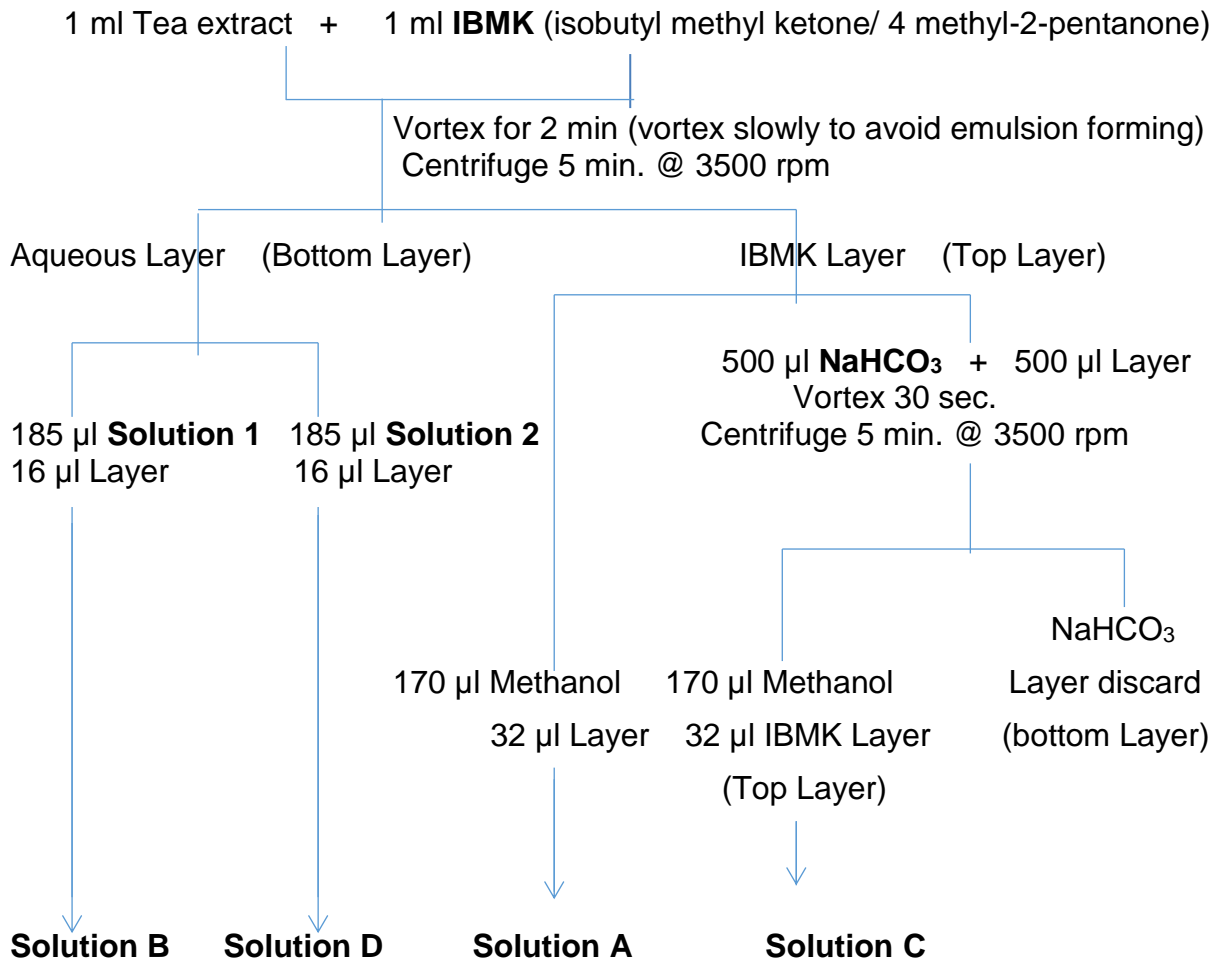 1 ml Tea extract + 1 ml IBMK (isobutyl methyl ketone/ 4 methyl-2-pentanone)
Vortex for 2 min (vortex slowly to avoid emulsion forming)
Centrifuge 5 min. @ 3500 rpm
Aqueous Layer (Bottom Layer) IBMK Layer (Top Layer)
500 µl NaHCO₃ + 500 µl Layer
Vortex 30 sec.
Centrifuge 5 min. @ 3500 rpm
185 µl Solution 1 185 µl Solution 2
16 µl Layer 16 µl Layer
NaHCO₃
170 µl Methanol 170 µl Methanol Layer discard
32 µl Layer 32 µl IBMK Layer (bottom Layer)
(Top Layer)
Solution B Solution D Solution A Solution C